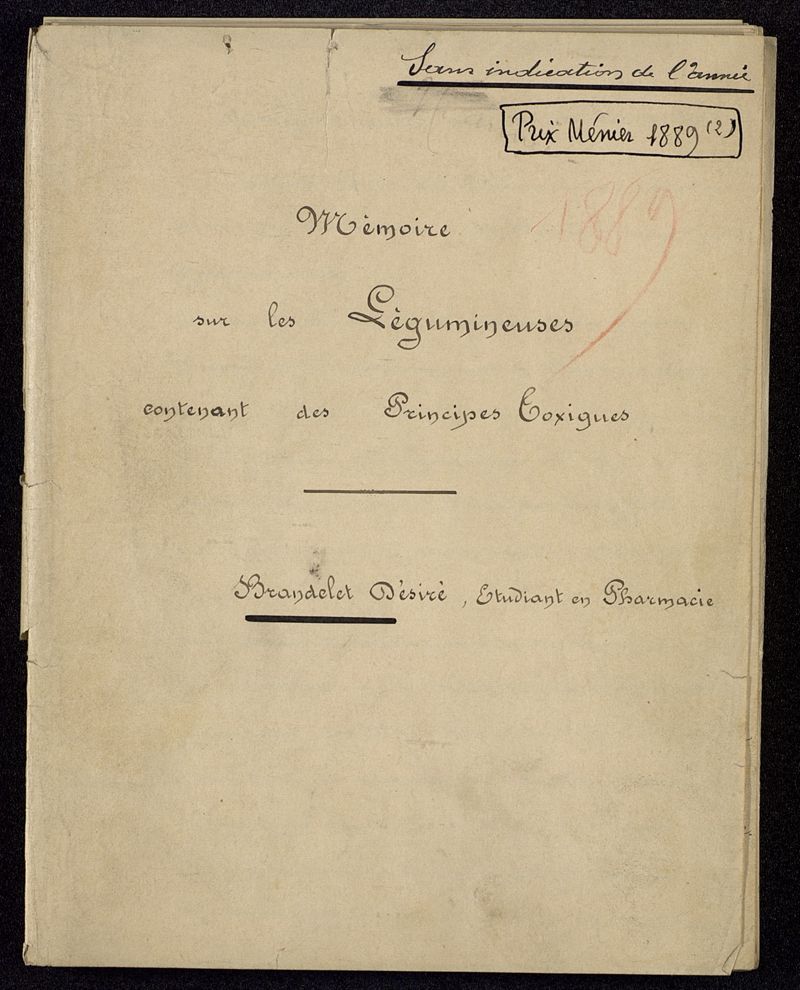 Sans indication de l'année
Prix Ménier 1889 (2)
1889
Mémoire
sur les Légumineuses
contenant des Principes Toxiques
Brandelet Désiré, Etudiant en Pharmacie